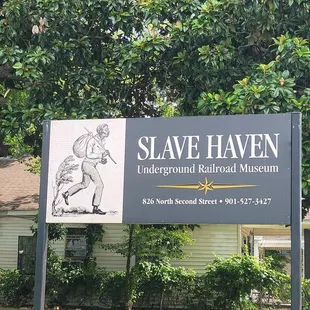 SLAVE HAVEN
Underground Railroad Museum
826 North Second Street • 901-527-3427